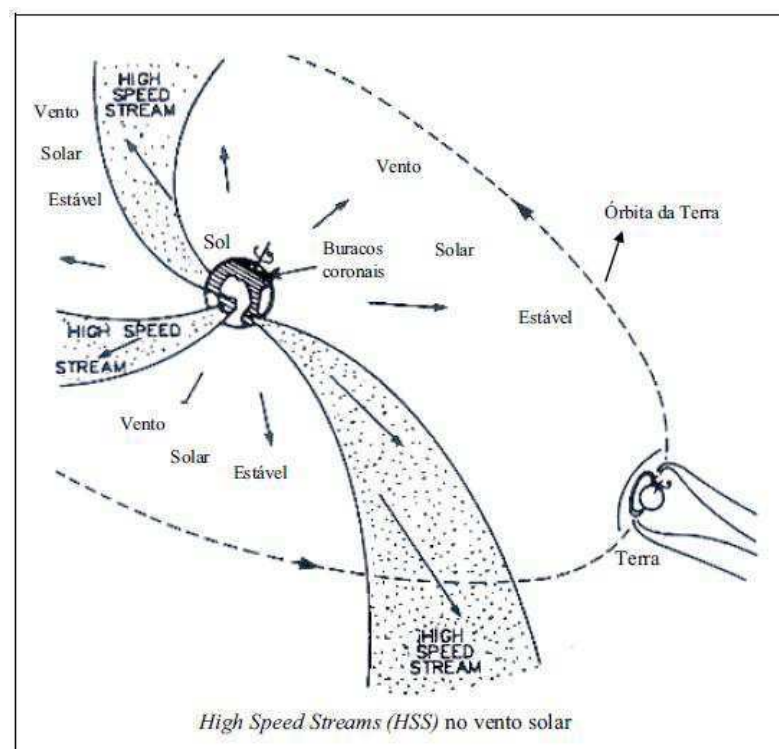 HIGH
SPEED
STREAM
Vento
Solar
Estável
Vento
Solar
Estável
Órbita da Terra
Sol
Buracos
coronais
HIGH SPEED
STREAM
Vento
Solar
Estável
Terra
HIGH
SPEED
STREAM
High Speed Streams (HSS) no vento solar